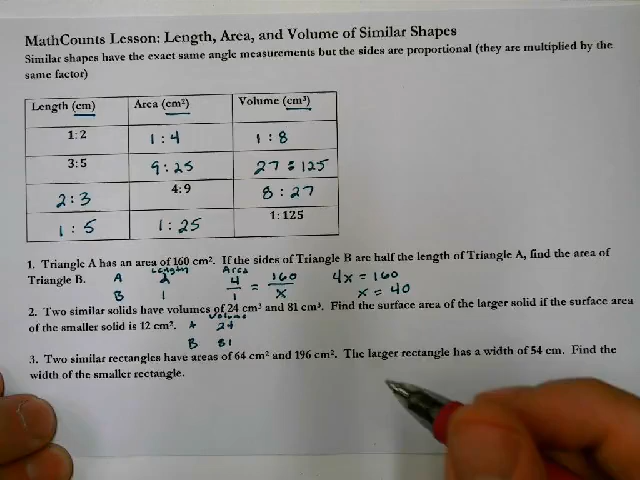 MathCounts Lesson: Length, Area, and Volume of Similar Shapes
Similar shapes have the exact same angle measurements but the sides are proportional (they are multiplied by the
same factor)
Length (cm) Area (cm²) Volume (cm³)
1:2 1:4 1:8
3:5 9:25 27:125
2:3 4:9 8:27
1:5 1:25 1:125
1. Triangle A has an area of 160 cm². If the sides of Triangle B are half the length of Triangle A, find the area of
Triangle B.
Length Area
A 2 4/1 = 160/x 4x = 160
B 1 x = 40
2. Two similar solids have volumes of 24 cm³ and 81 cm³. Find the surface area of the larger solid if the surface area
of the smaller solid is 12 cm².
Volume
A 24
B 81
3. Two similar rectangles have areas of 64 cm² and 196 cm². The larger rectangle has a width of 54 cm. Find the
width of the smaller rectangle.